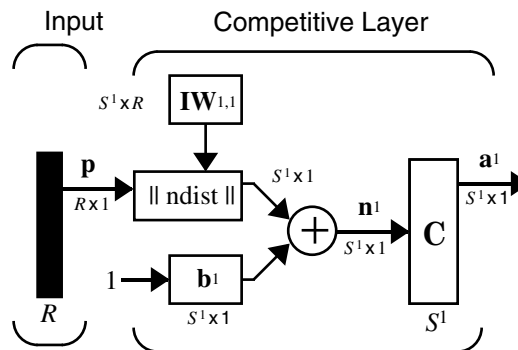 Input
Competitive Layer
S¹ x R
IW1,1
p
R x 1
|| ndist ||
S¹ x 1
n1
S¹ x 1
C
a1
S¹ x 1
1
b1
S¹ x 1
R
S¹